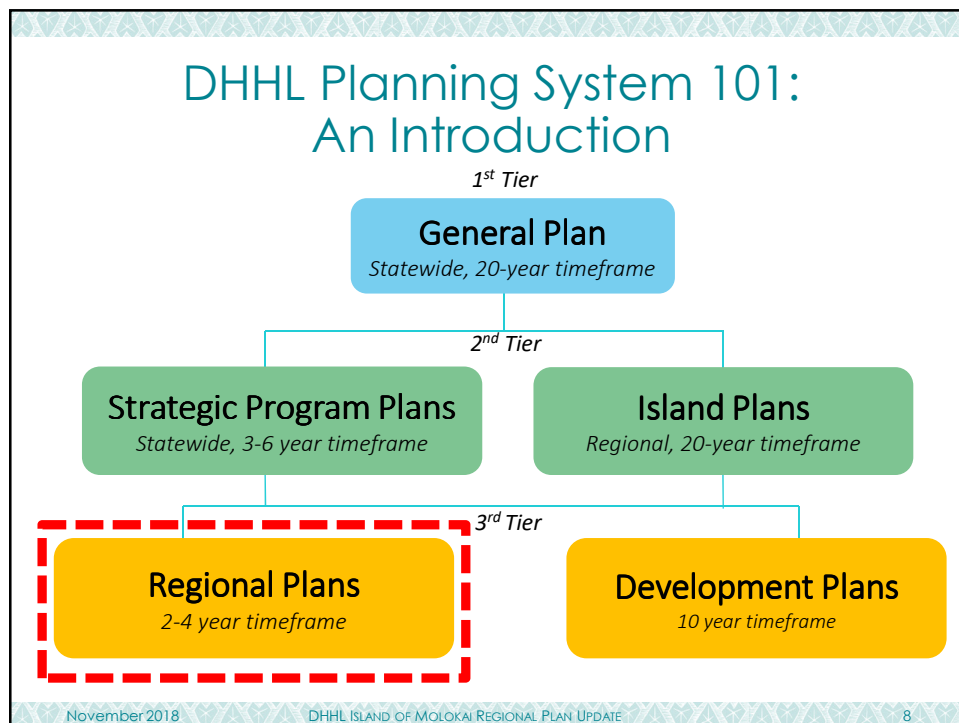 DHHL Planning System 101:
An Introduction
1st Tier
General Plan
Statewide, 20-year timeframe
2nd Tier
Strategic Program Plans
Statewide, 3-6 year timeframe
Island Plans
Regional, 20-year timeframe
3rd Tier
Regional Plans
2-4 year timeframe
Development Plans
10 year timeframe
November 2018 DHHL ISLAND OF MOLOKAI REGIONAL PLAN UPDATE 8